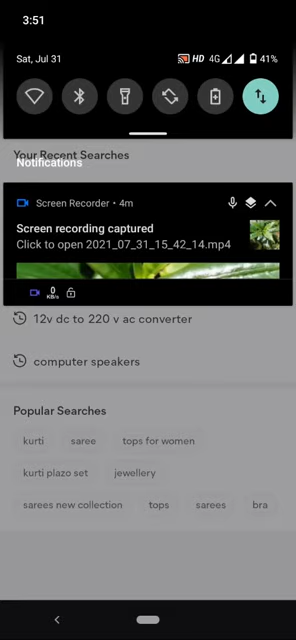 3:51
Sat, Jul 31
HD 4G 41%
Your Recent Searches
Notifications
Screen Recorder • 4m
Screen recording captured
Click to open 2021_07_31_15_42_14.mp4
0
KB/s
12v dc to 220 v ac converter
computer speakers
Popular Searches
kurti saree tops for women
kurti plazo set jewellery
sarees new collection tops sarees bra